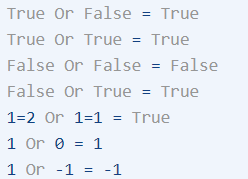 True Or False = True
True Or True = True
False Or False = False
False Or True = True
1=2 Or 1=1 = True
1 Or 0 = 1
1 Or -1 = -1